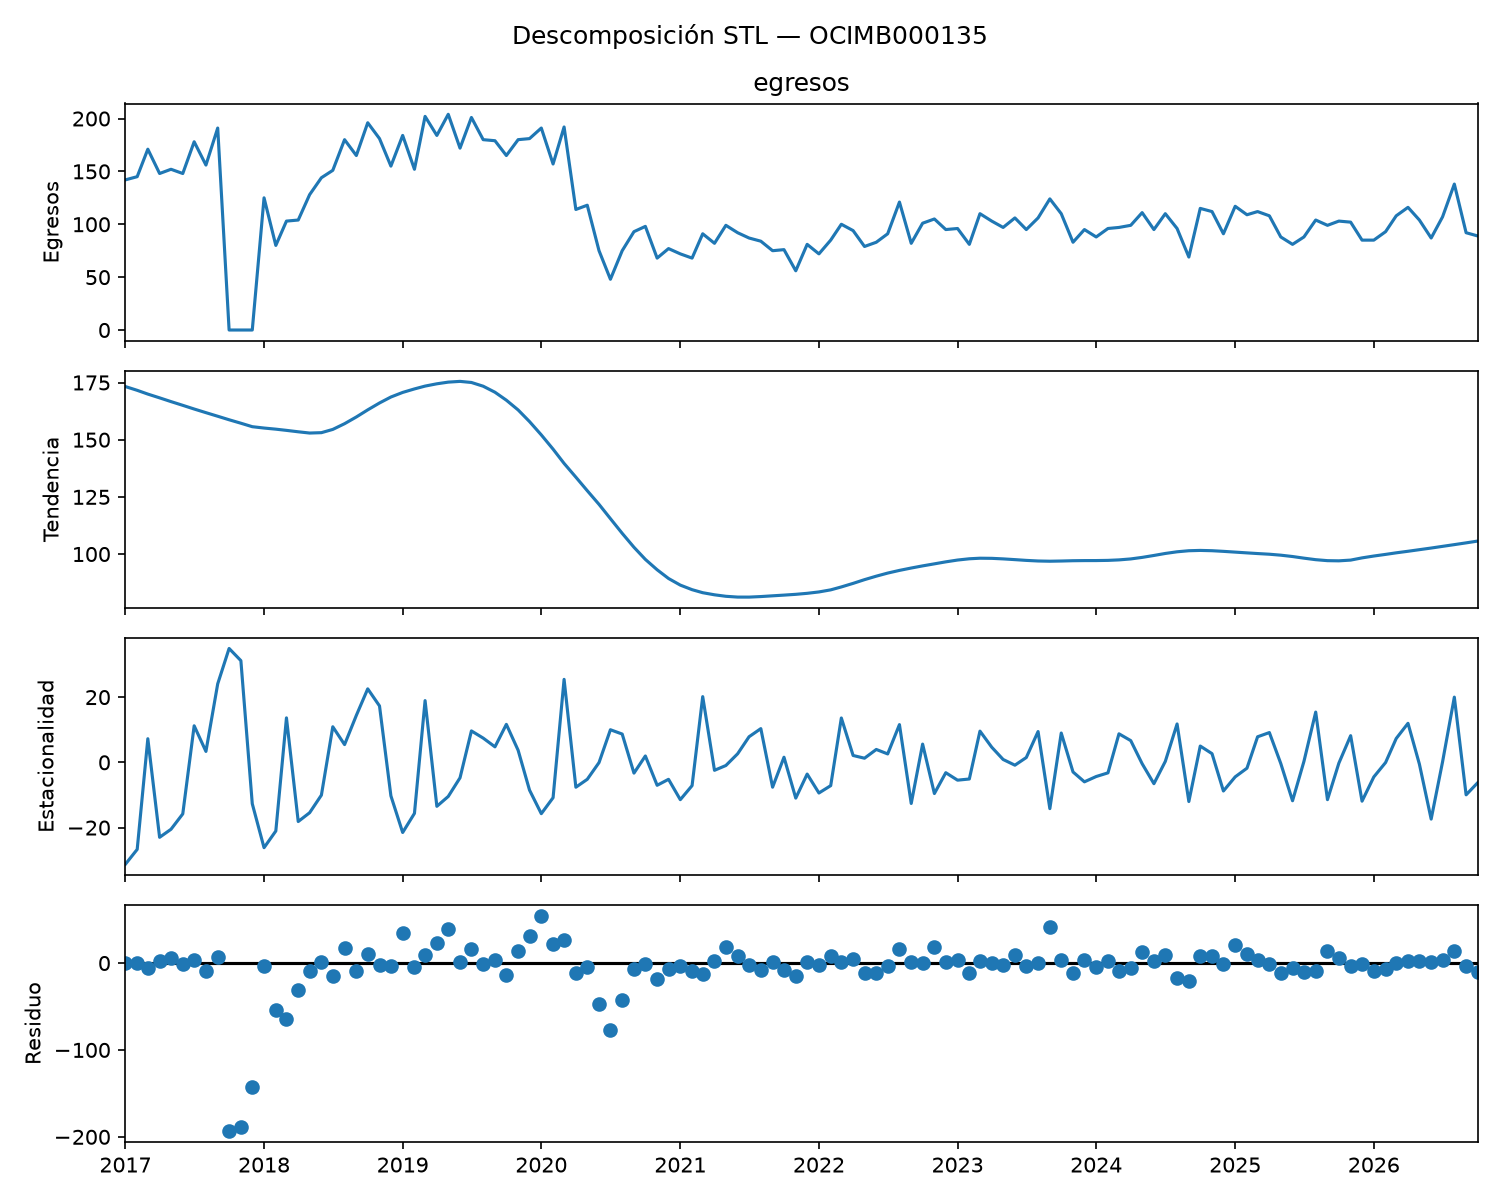 Descomposición STL — OCIMB000135
egresos
Egresos
200
150
100
50
0
Tendencia
175
150
125
100
Estacionalidad
20
0
−20
Residuo
0
−100
−200
2017 2018 2019 2020 2021 2022 2023 2024 2025 2026